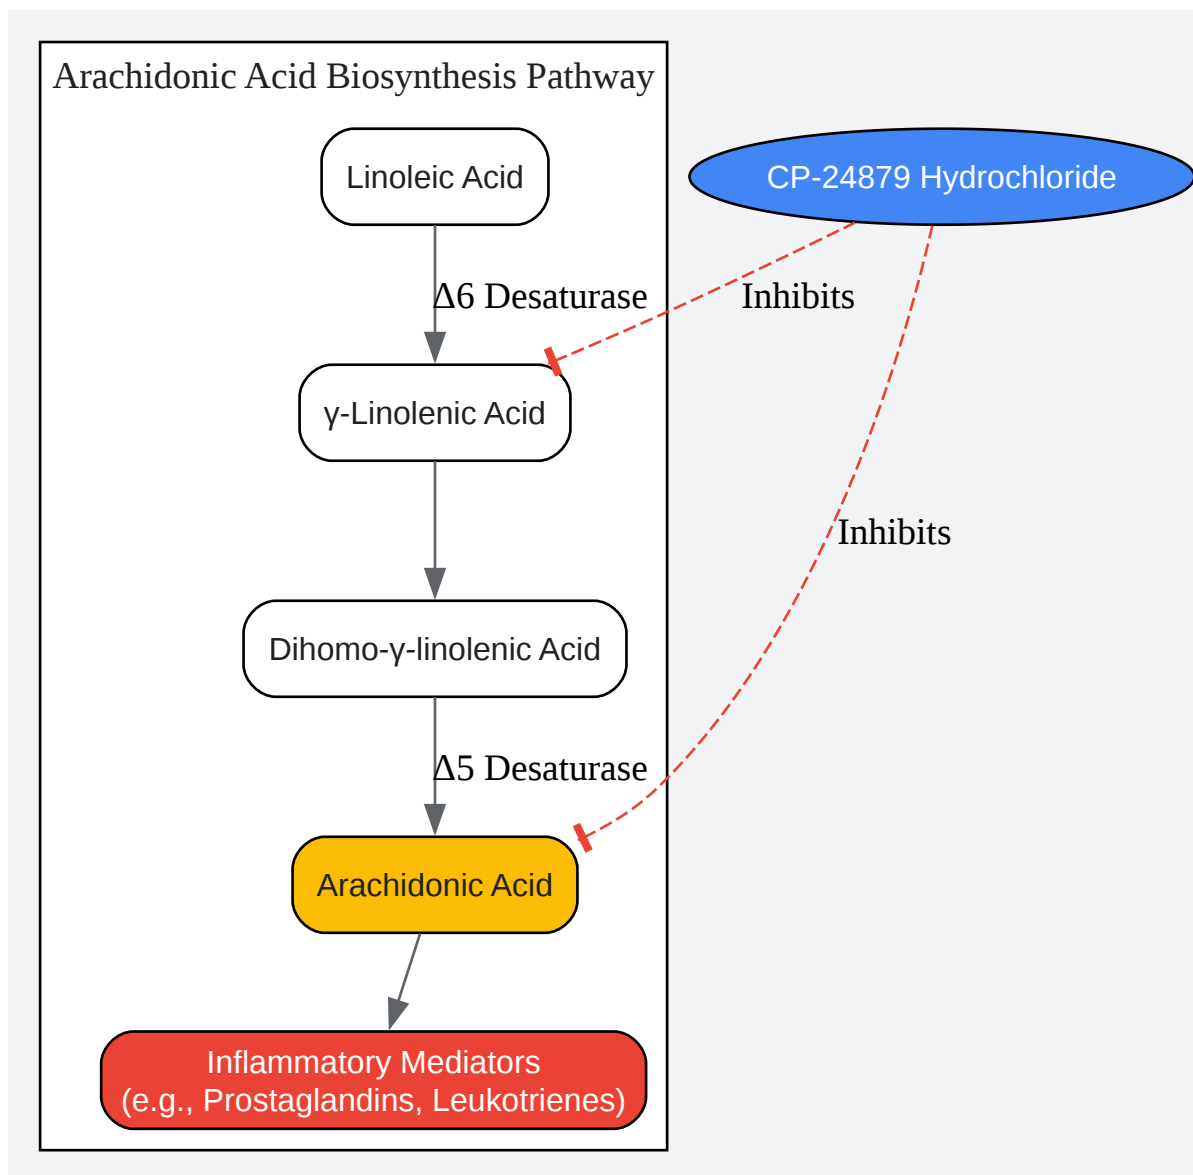 Arachidonic Acid Biosynthesis Pathway
Linoleic Acid
CP-24879 Hydrochloride
Δ6 Desaturase
Inhibits
γ-Linolenic Acid
Inhibits
Dihomo-γ-linolenic Acid
Δ5 Desaturase
Arachidonic Acid
Inflammatory Mediators
(e.g., Prostaglandins, Leukotrienes)